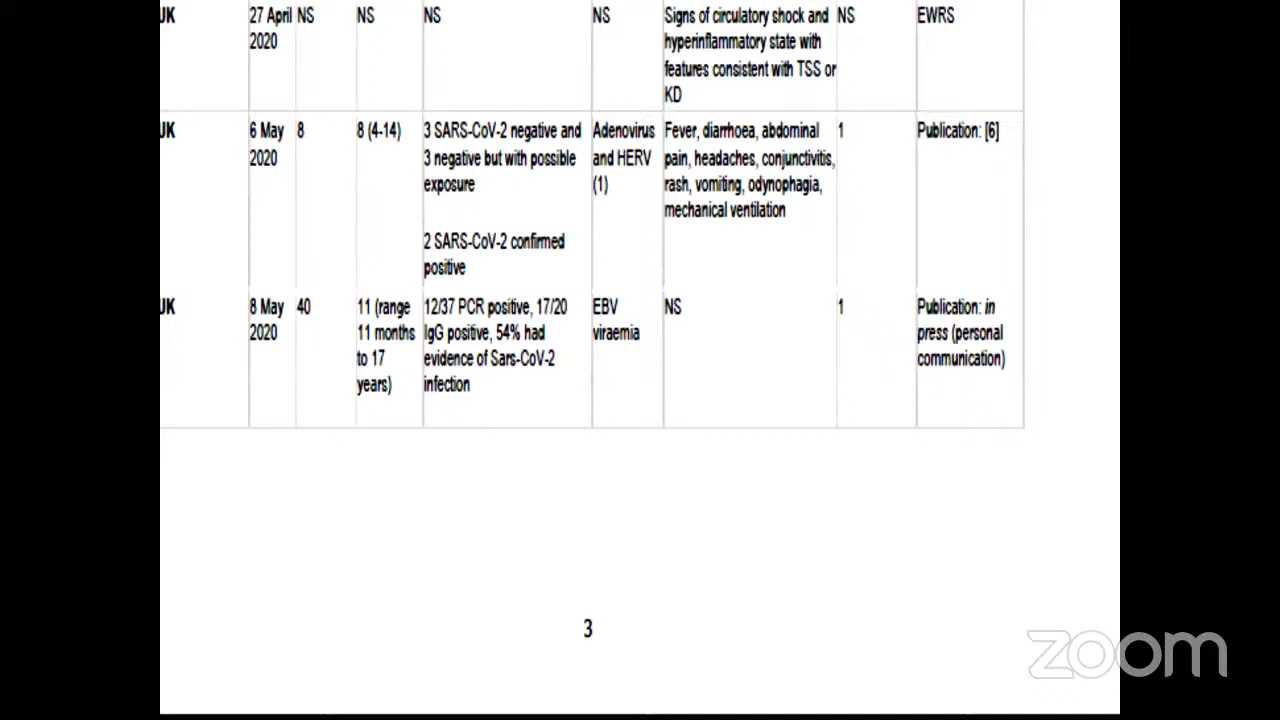 UK
27 April
2020
NS
NS
NS
NS
Signs of circulatory shock and
hyperinflammatory state with
features consistent with TSS or
KD
NS
EWRS
UK
6 May
2020
8
8 (4-14)
3 SARS-CoV-2 negative and
3 negative but with possible
exposure
2 SARS-CoV-2 confirmed
positive
Adenovirus
and HERV
(1)
Fever, diarrhoea, abdominal
pain, headaches, conjunctivitis,
rash, vomiting, odynophagia,
mechanical ventilation
1
Publication: [6]
UK
8 May
2020
40
11 (range
11 months
to 17
years)
12/37 PCR positive, 17/20
IgG positive, 54% had
evidence of Sars-CoV-2
infection
EBV
viraemia
NS
1
Publication: in
press (personal
communication)
3
zoom